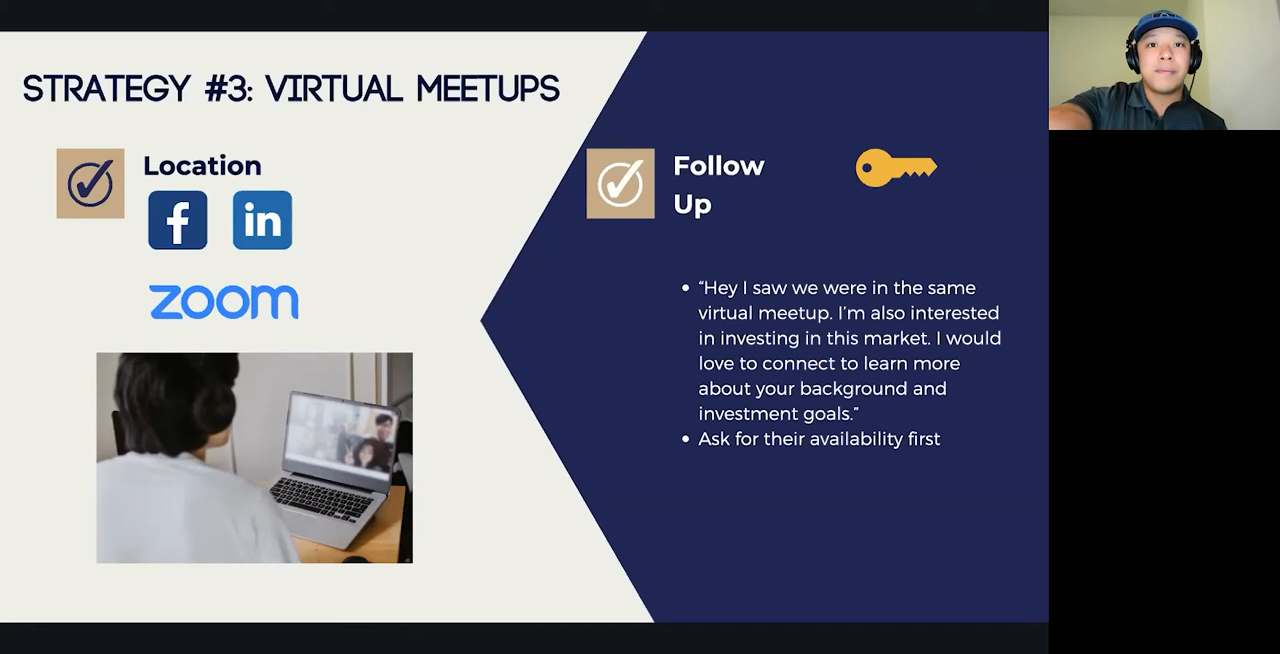 STRATEGY #3: VIRTUAL MEETUPS
Location
f in
zoom
Follow
Up
• “Hey I saw we were in the same
virtual meetup. I’m also interested
in investing in this market. I would
love to connect to learn more
about your background and
investment goals.”
• Ask for their availability first